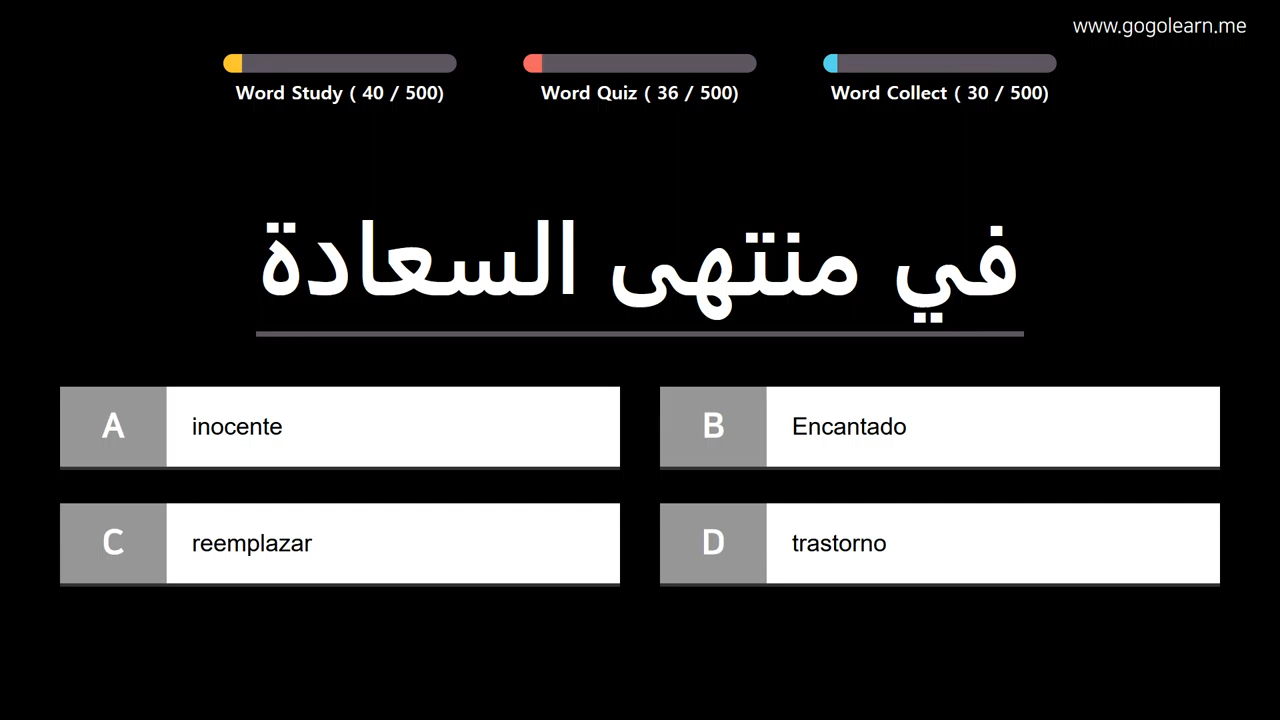 www.gogolearn.me
Word Study ( 40 / 500)
Word Quiz ( 36 / 500)
Word Collect ( 30 / 500)
في منتهى السعادة
A inocente
B Encantado
C reemplazar
D trastorno